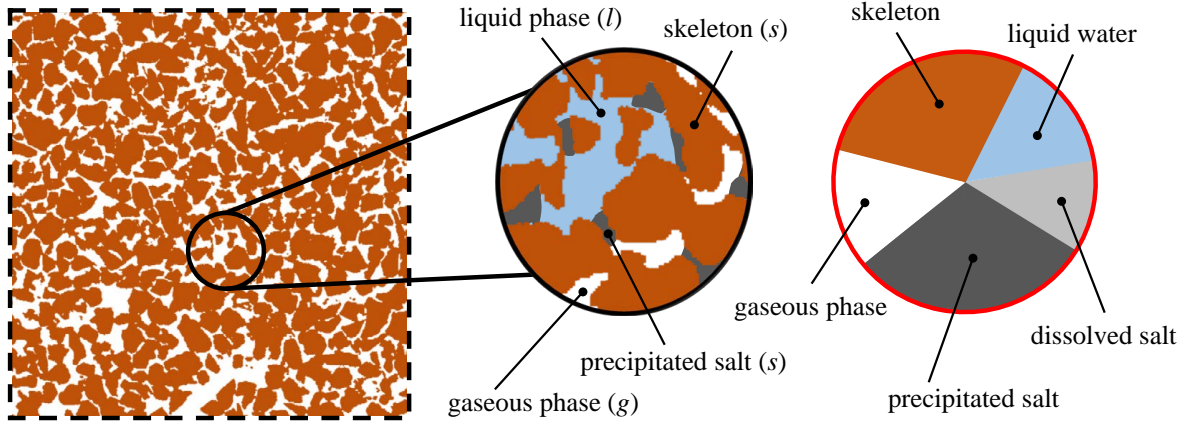 liquid phase (l)
skeleton (s)
precipitated salt (s)
gaseous phase (g)
skeleton
liquid water
gaseous phase
dissolved salt
precipitated salt